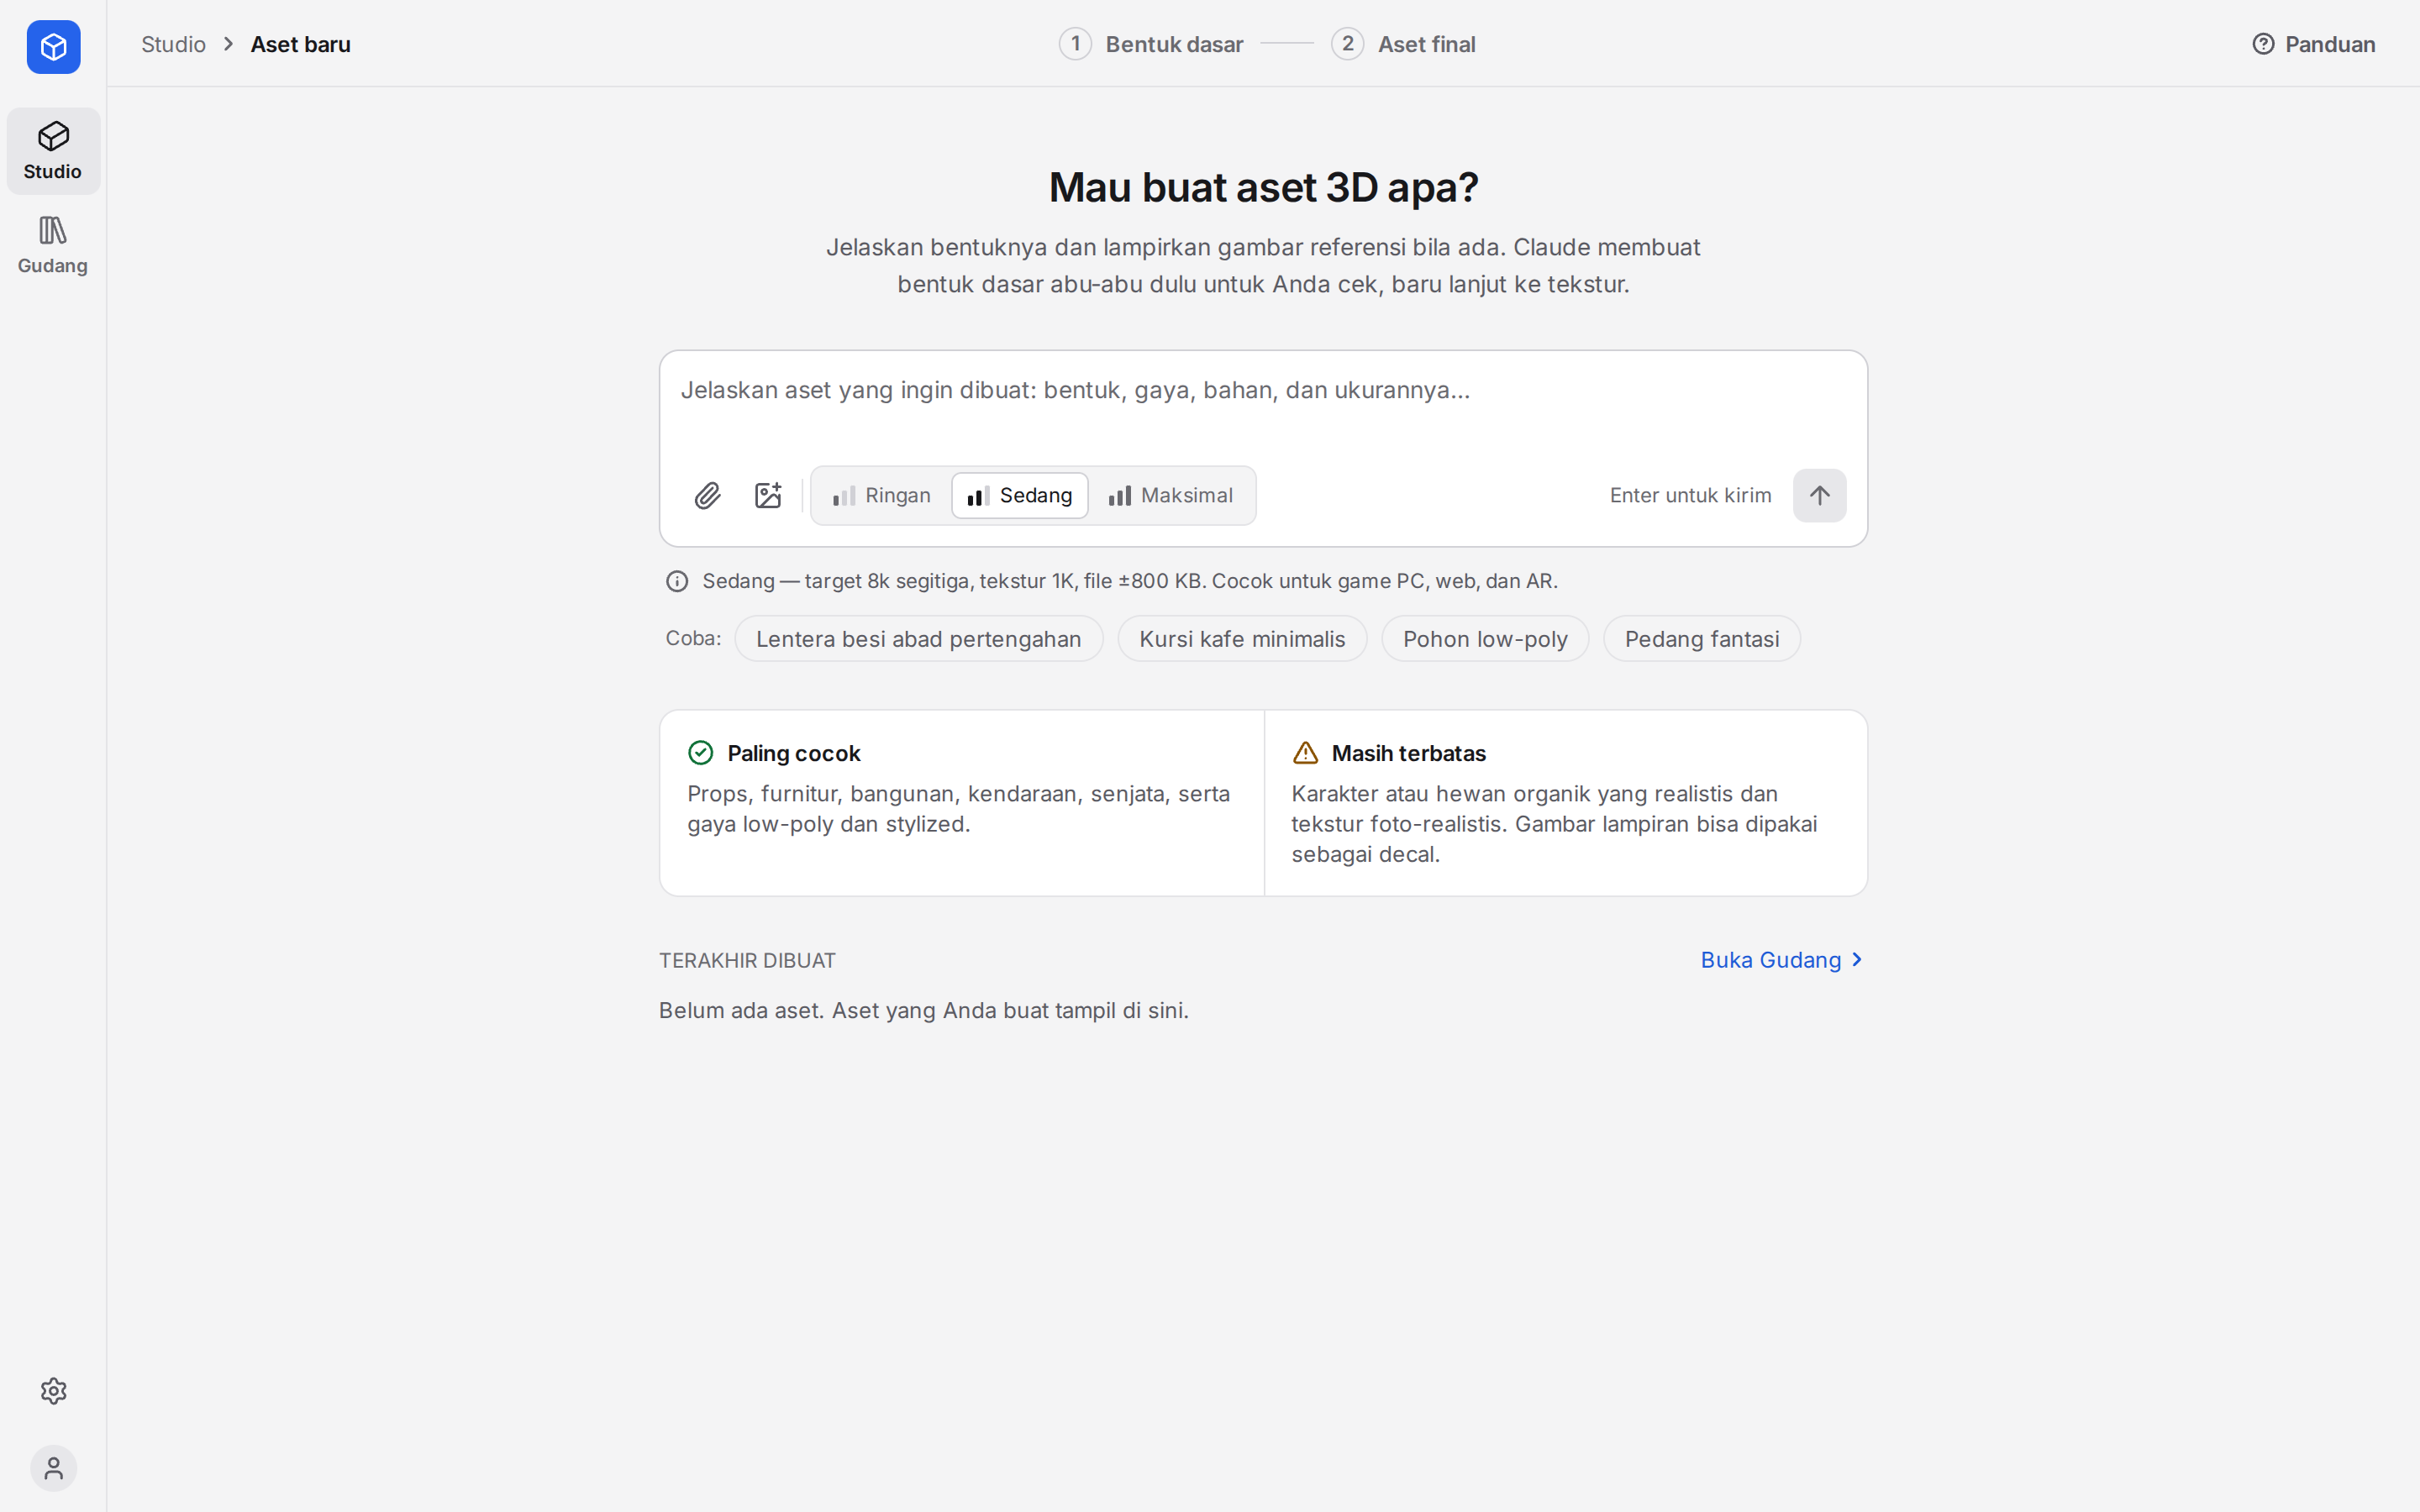 Studio
Aset baru
1
Bentuk dasar
2
Aset final
Panduan
Studio
Gudang
Mau buat aset 3D apa?
Jelaskan bentuknya dan lampirkan gambar referensi bila ada. Claude membuat
bentuk dasar abu-abu dulu untuk Anda cek, baru lanjut ke tekstur.
Jelaskan aset yang ingin dibuat: bentuk, gaya, bahan, dan ukurannya...
Ringan
Sedang
Maksimal
Enter untuk kirim
Sedang — target 8k segitiga, tekstur 1K, file ±800 KB. Cocok untuk game PC, web, dan AR.
Coba:
Lentera besi abad pertengahan
Kursi kafe minimalis
Pohon low-poly
Pedang fantasi
Paling cocok
Props, furnitur, bangunan, kendaraan, senjata, serta
gaya low-poly dan stylized.
Masih terbatas
Karakter atau hewan organik yang realistis dan
tekstur foto-realistis. Gambar lampiran bisa dipakai
sebagai decal.
TERAKHIR DIBUAT
Buka Gudang
Belum ada aset. Aset yang Anda buat tampil di sini.